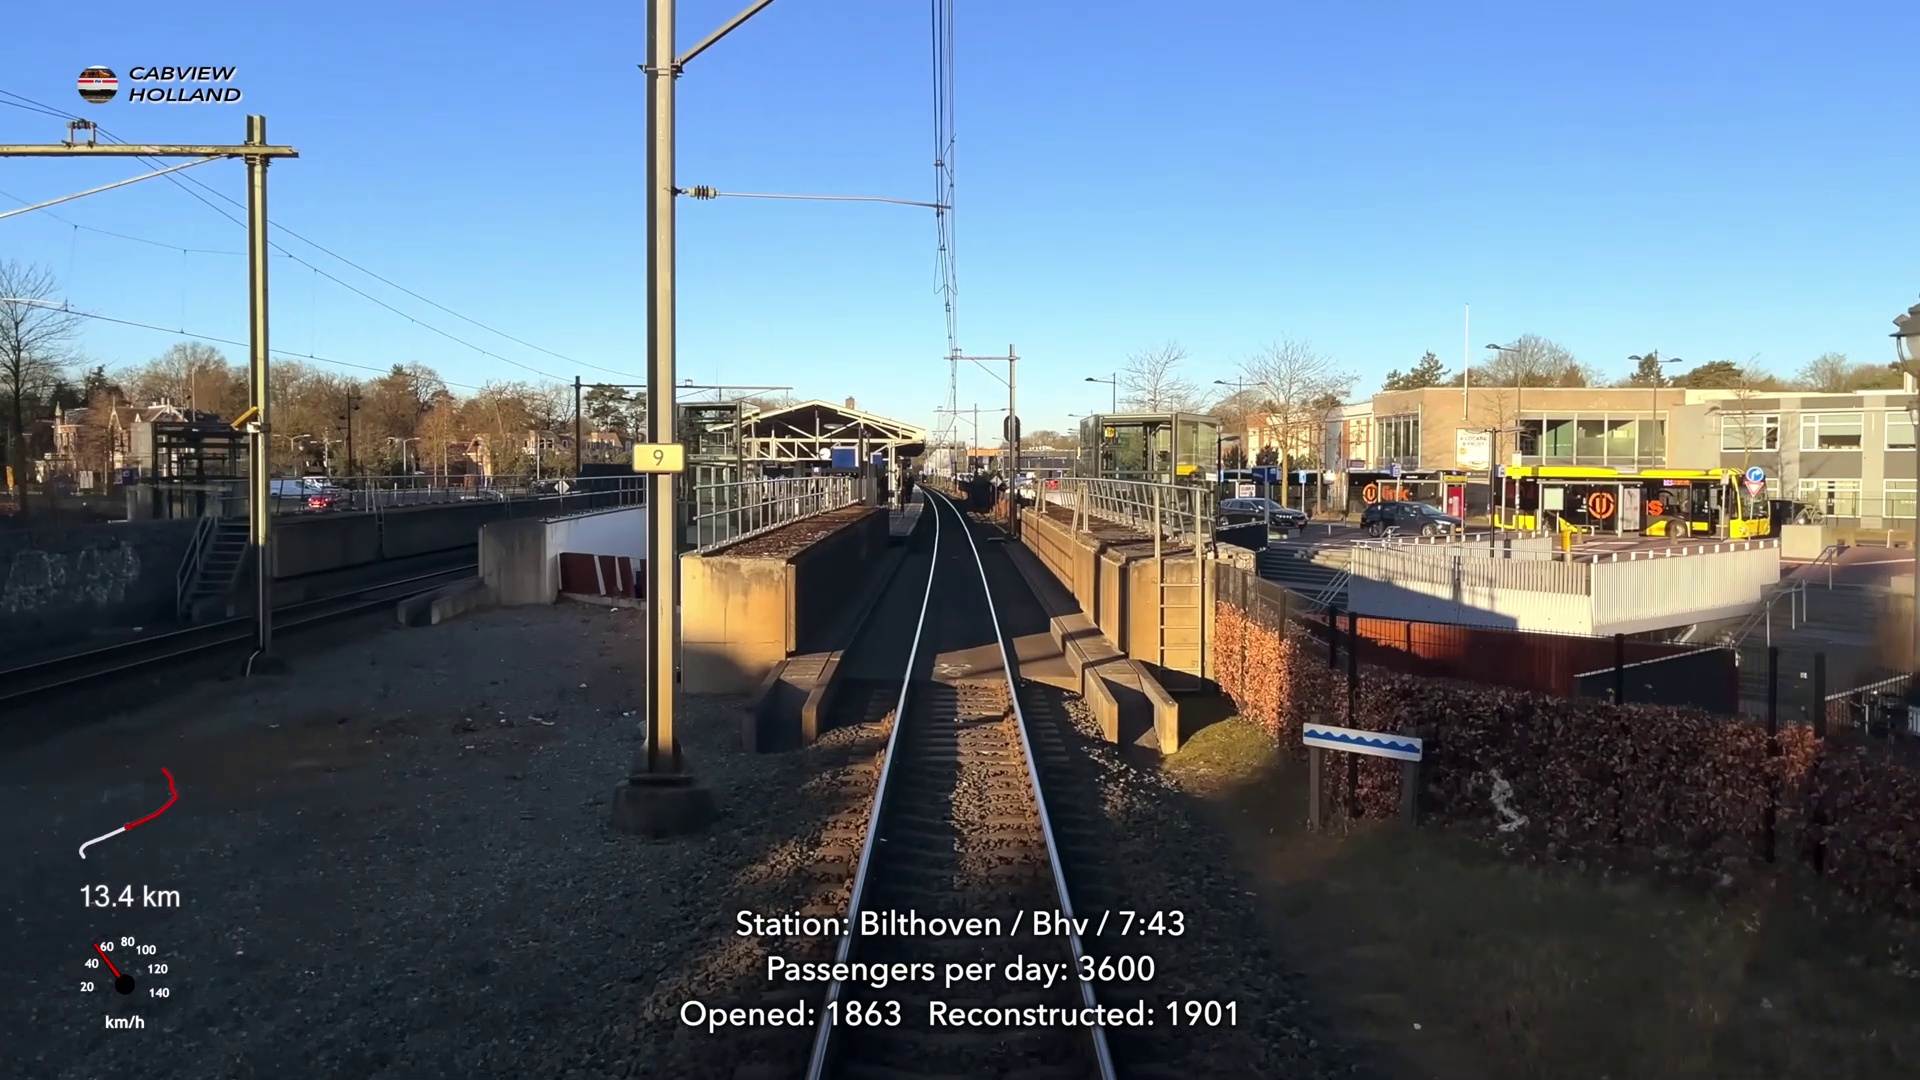 CABVIEW
HOLLAND
9
13.4 km
20
40
60
80
100
120
140
km/h
Station: Bilthoven / Bhv / 7:43
Passengers per day: 3600
Opened: 1863 Reconstructed: 1901